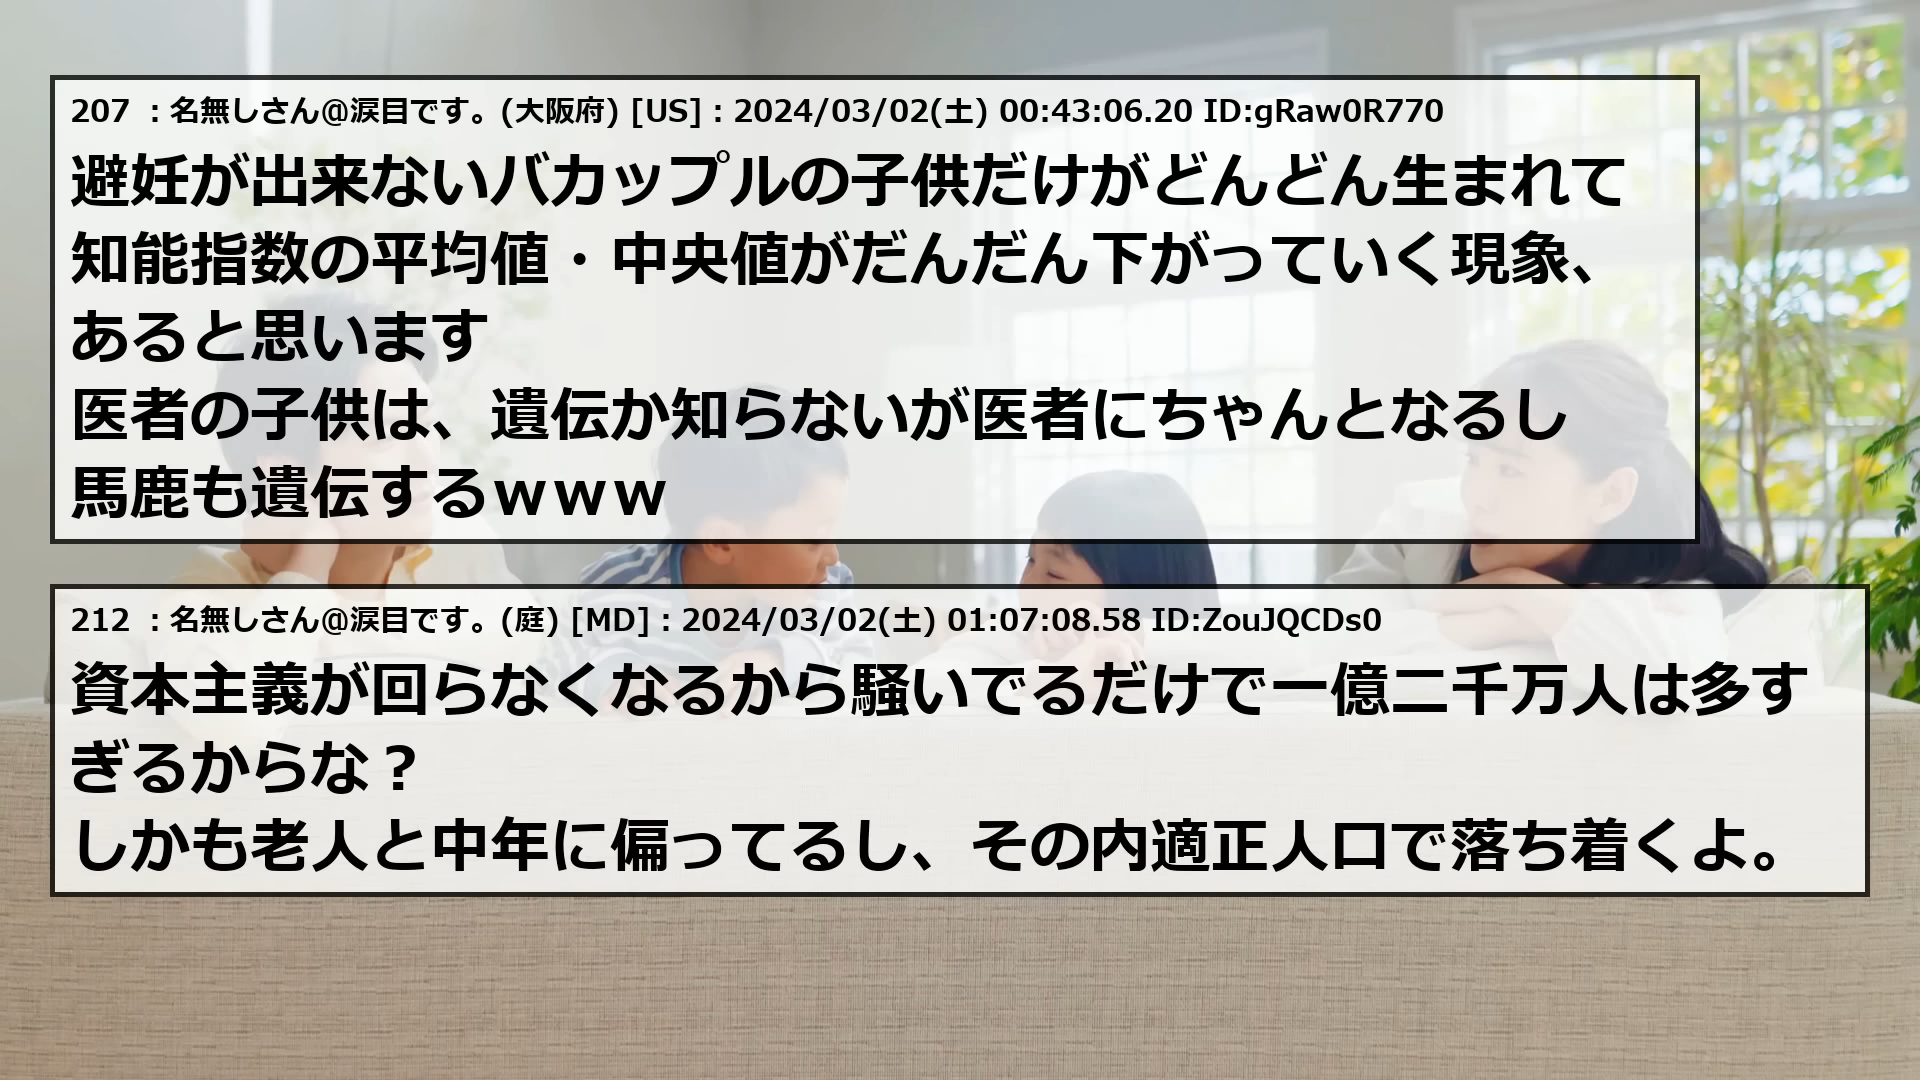 207 ：名無しさん@涙目です。(大阪府) [US]：2024/03/02(土) 00:43:06.20 ID:gRaw0R770
避妊が出来ないバカップルの子供だけがどんどん生まれて
知能指数の平均値・中央値がだんだん下がっていく現象、
あると思います
医者の子供は、遺伝か知らないが医者にちゃんとなるし
馬鹿も遺伝するｗｗｗ
212 ：名無しさん@涙目です。(庭) [MD]：2024/03/02(土) 01:07:08.58 ID:ZouJQCDs0
資本主義が回らなくなるから騒いでるだけで一億二千万人は多す
ぎるからな？
しかも老人と中年に偏ってるし、その内適正人口で落ち着くよ。